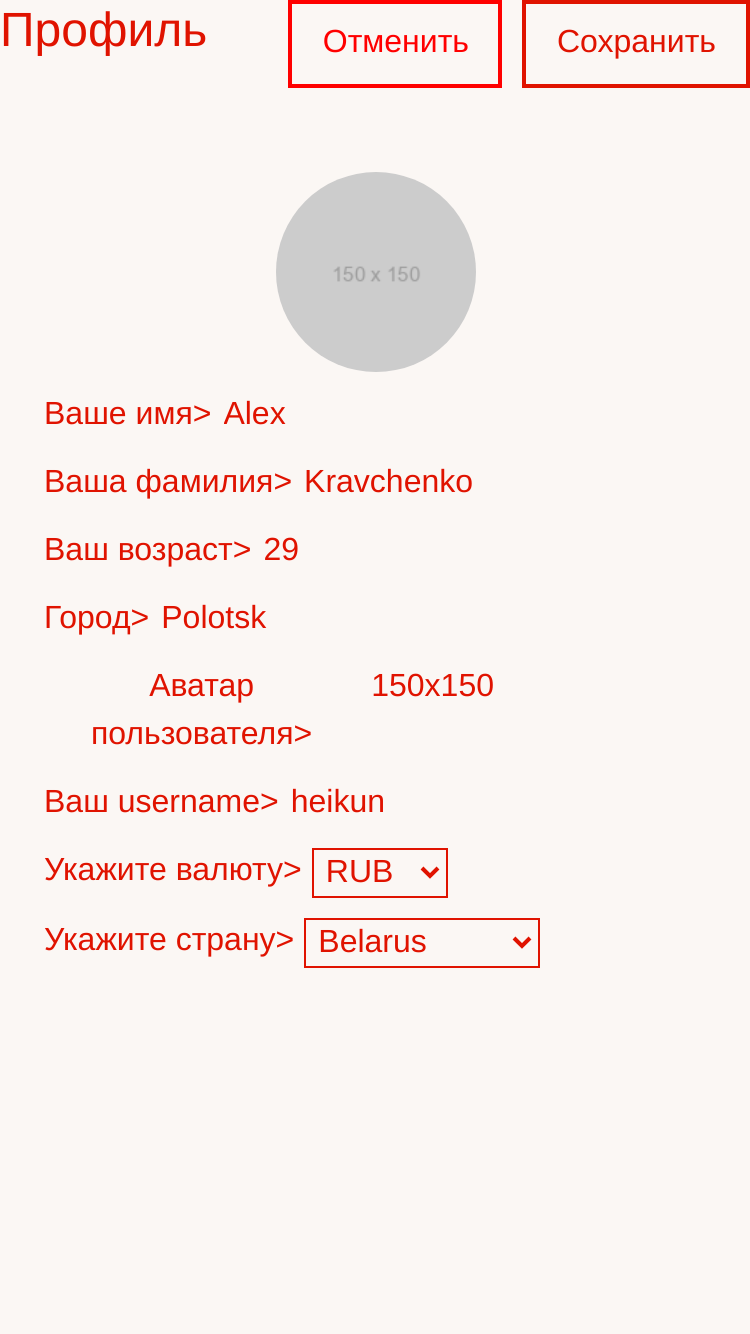 Профиль Отменить Сохранить
150 x 150
Ваше имя> Alex
Ваша фамилия> Kravchenko
Ваш возраст> 29
Город> Polotsk
Аватар 150x150
пользователя>
Ваш username> heikun
Укажите валюту> RUB
Укажите страну> Belarus